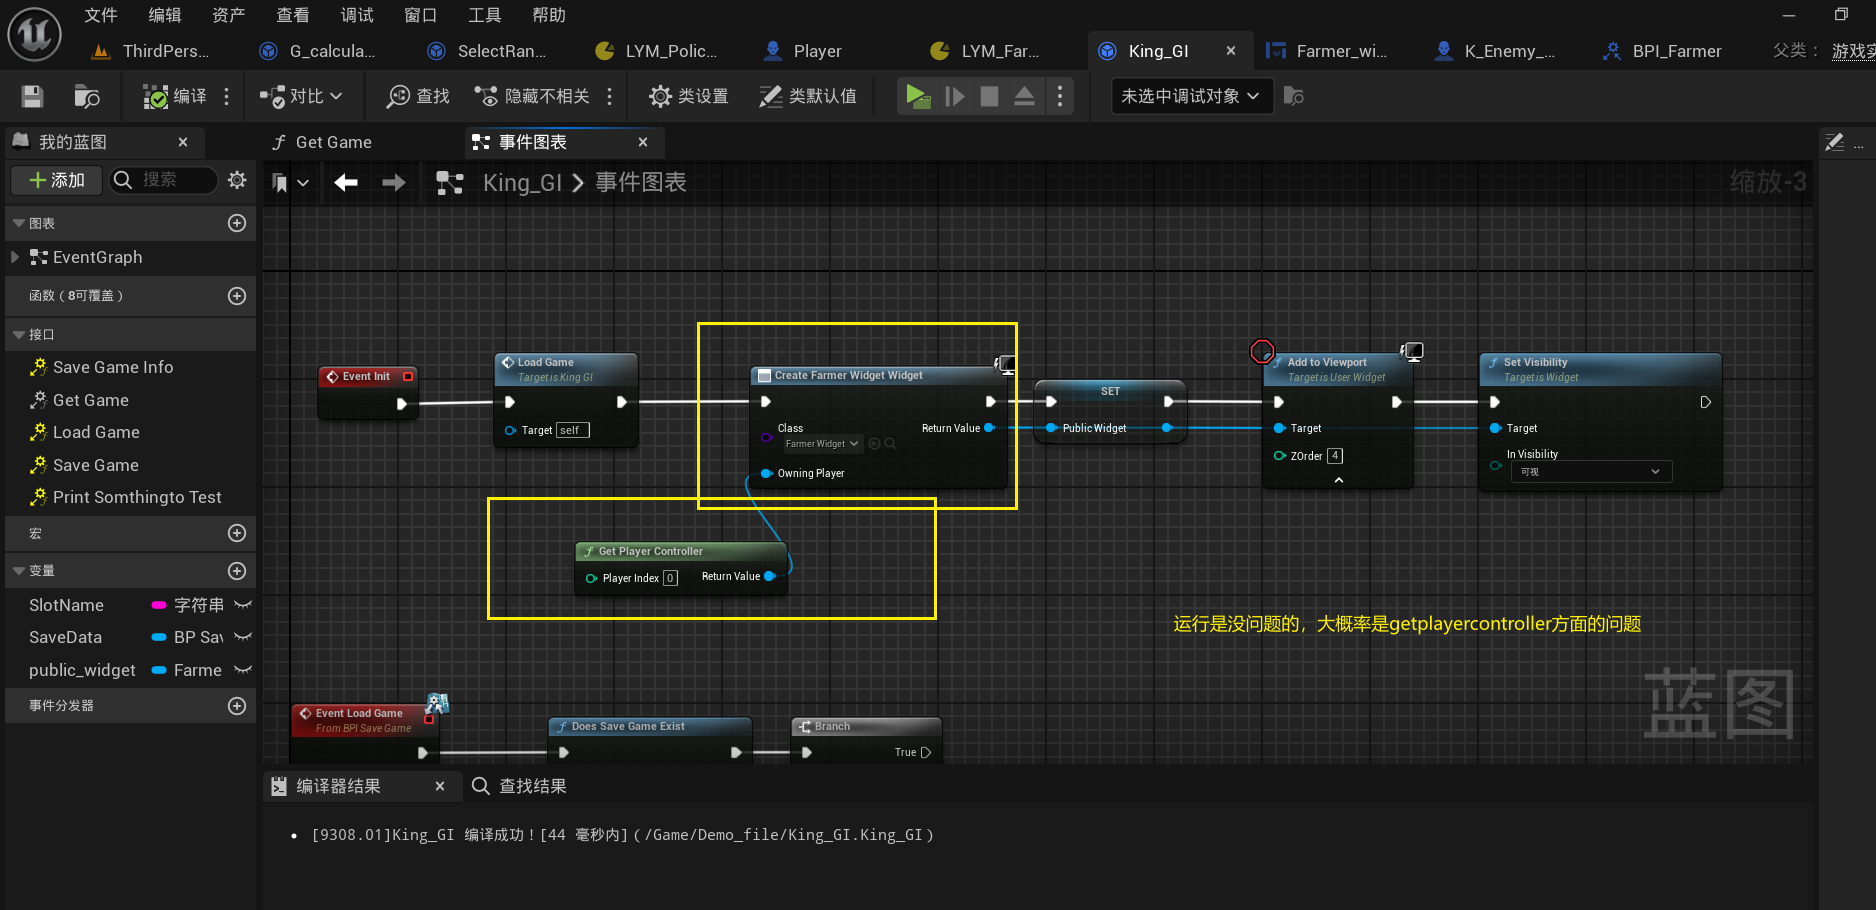 文件 编辑 资产 查看 调试 窗口 工具 帮助
ThirdPers... G_calcula... SelectRan... LYM_Polic... Player LYM_Far... King_GI Farmer_wi... K_Enemy_... BPI_Farmer 父类： 游戏实
编译 对比 查找 隐藏不相关 类设置 类默认值 未选中调试对象
我的蓝图 Get Game 事件图表 ...
添加 搜索 King_GI 事件图表 缩放-3
图表
EventGraph
函数（8可覆盖）
接口
Save Game Info
Get Game
Load Game
Save Game
Print Somthingto Test
宏
变量
SlotName 字符串
SaveData BP Sav
public_widget Farme
事件分发器
Event Init
Load Game
Target is King GI
Target self
Create Farmer Widget Widget
Class Return Value
Farmer Widget
Owning Player
SET
Public Widget
Add to Viewport
Target is User Widget
Target
ZOrder 4
Set Visibility
Target is Widget
Target
In Visibility
可视
Get Player Controller
Player Index 0 Return Value
运行是没问题的，大概率是getplayercontroller方面的问题
蓝图
Event Load Game
From BPI Save Game
Does Save Game Exist
Branch
True
编译器结果 查找结果
[9308.01]King_GI 编译成功！[44 毫秒内]（/Game/Demo_file/King_GI.King_GI）